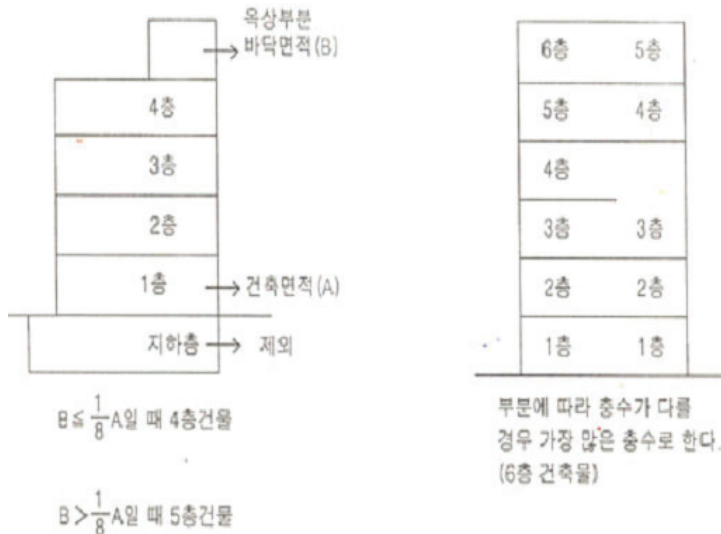 옥상부분
바닥면적(B)
4층
3층
2층
1층
건축면적(A)
지하층
제외
B≦1/8A일 때 4층건물
B>1/8A일 때 5층건물
6층 5층
5층 4층
4층
3층 3층
2층 2층
1층 1층
부분에 따라 층수가 다를
경우 가장 많은 층수로 한다.
(6층 건축물)